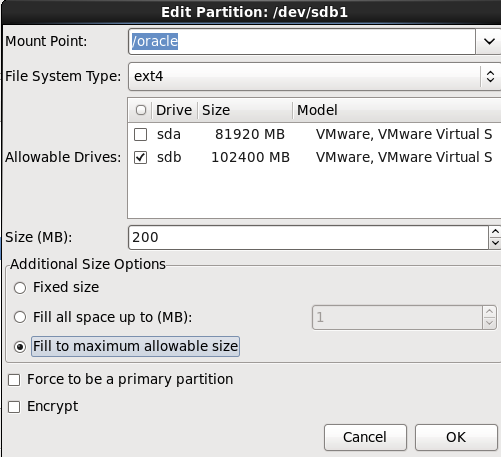 Edit Partition: /dev/sdb1
Mount Point: /oracle
File System Type: ext4
Drive Size Model
sda 81920 MB VMware, VMware Virtual S
Allowable Drives: sdb 102400 MB VMware, VMware Virtual S
Size (MB): 200
Additional Size Options
Fixed size
Fill all space up to (MB): 1
Fill to maximum allowable size
Force to be a primary partition
Encrypt
Cancel OK